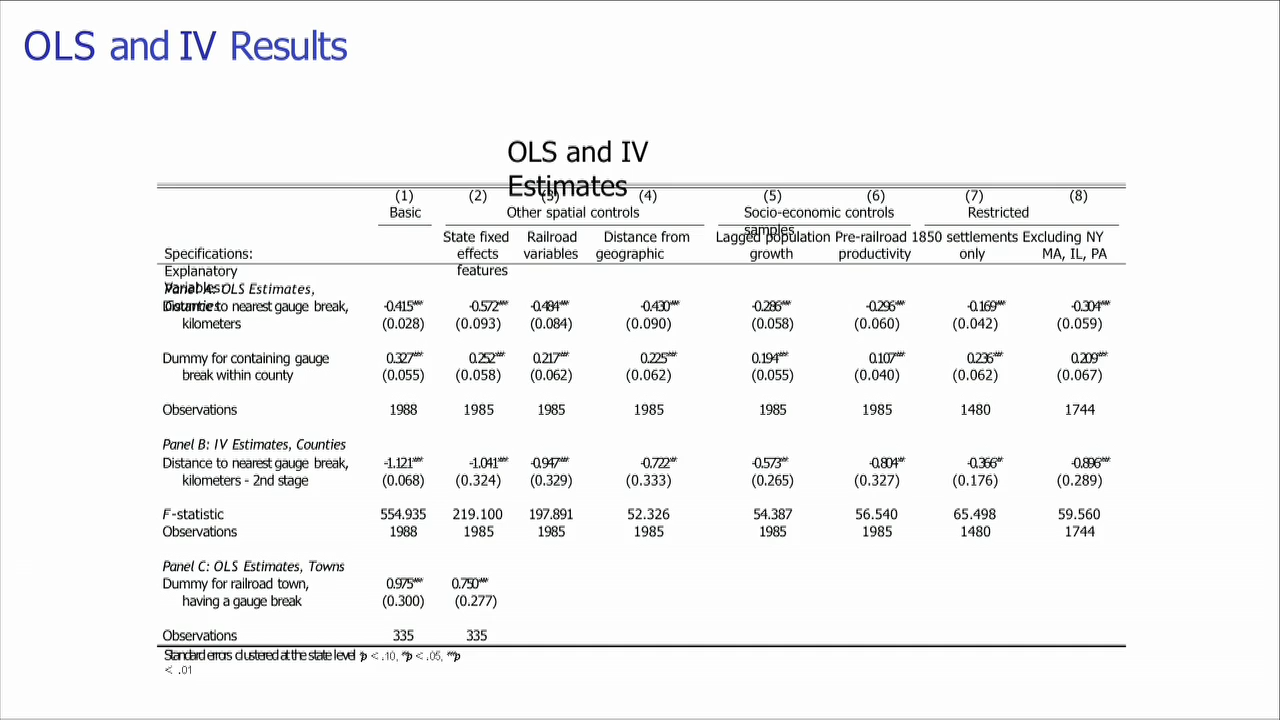 OLS and IV Results
OLS and IV
Estimates
(1) (2) (3) (4) (5) (6) (7) (8)
Basic Other spatial controls Socio-economic controls Restricted
samples
State fixed Railroad Distance from Lagged population Pre-railroad 1850 settlements Excluding NY
Specifications: effects variables geographic growth productivity only MA, IL, PA
Explanatory features
Variables:
Panel A: OLS Estimates,
Counties
Distance to nearest gauge break, -0.415*** -0.572*** -0.484*** -0.430*** -0.286*** -0.296*** -0.169*** -0.304***
kilometers (0.028) (0.093) (0.084) (0.090) (0.058) (0.060) (0.042) (0.059)
Dummy for containing gauge 0.327*** 0.252*** 0.217*** 0.225*** 0.194*** 0.107*** 0.236*** 0.209***
break within county (0.055) (0.058) (0.062) (0.062) (0.055) (0.040) (0.062) (0.067)
Observations 1988 1985 1985 1985 1985 1985 1480 1744
Panel B: IV Estimates, Counties
Distance to nearest gauge break, -1.121*** -1.041*** -0.947*** -0.722** -0.573** -0.804** -0.366** -0.896***
kilometers - 2nd stage (0.068) (0.324) (0.329) (0.333) (0.265) (0.327) (0.176) (0.289)
F-statistic 554.935 219.100 197.891 52.326 54.387 56.540 65.498 59.560
Observations 1988 1985 1985 1985 1985 1985 1480 1744
Panel C: OLS Estimates, Towns
Dummy for railroad town, 0.975*** 0.750***
having a gauge break (0.300) (0.277)
Observations 335 335
Standard errors clustered at the state level *p < .10, **p < .05, ***p
< .01